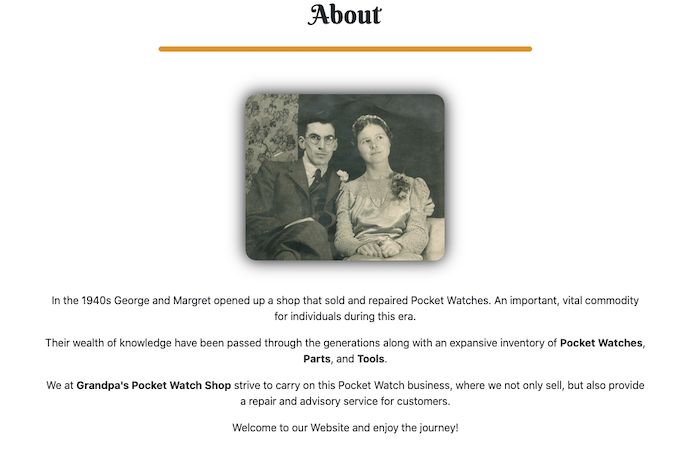 About
In the 1940s George and Margret opened up a shop that sold and repaired Pocket Watches. An important, vital commodity
for individuals during this era.
Their wealth of knowledge have been passed through the generations along with an expansive inventory of Pocket Watches,
Parts, and Tools.
We at Grandpa's Pocket Watch Shop strive to carry on this Pocket Watch business, where we not only sell, but also provide
a repair and advisory service for customers.
Welcome to our Website and enjoy the journey!